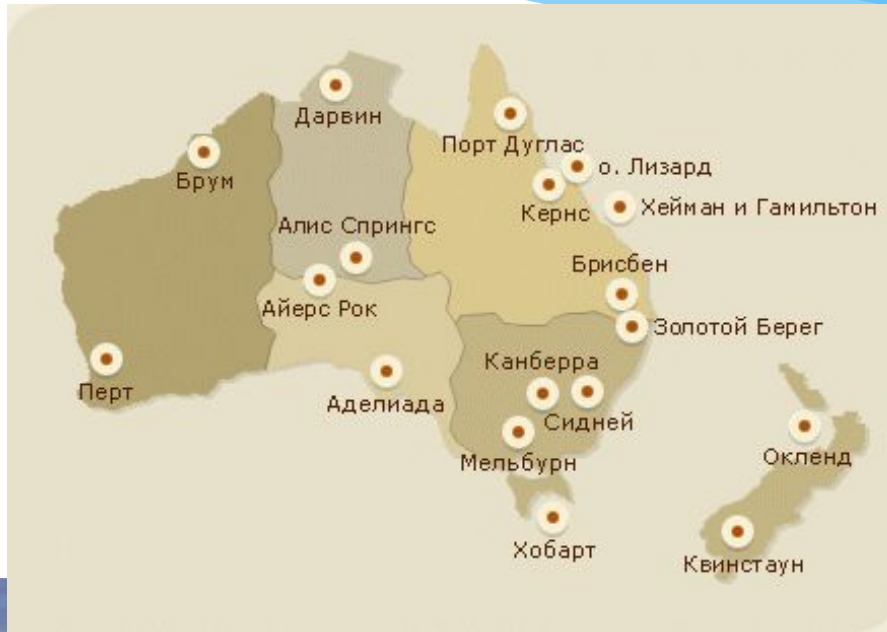 Дарвин
Порт Дуглас
о. Лизард
Брум
Кернс
Хейман и Гамильтон
Алис Спрингс
Брисбен
Айерс Рок
Золотой Берег
Канберра
Перт
Аделиада
Сидней
Мельбурн
Окленд
Хобарт
Квинстаун